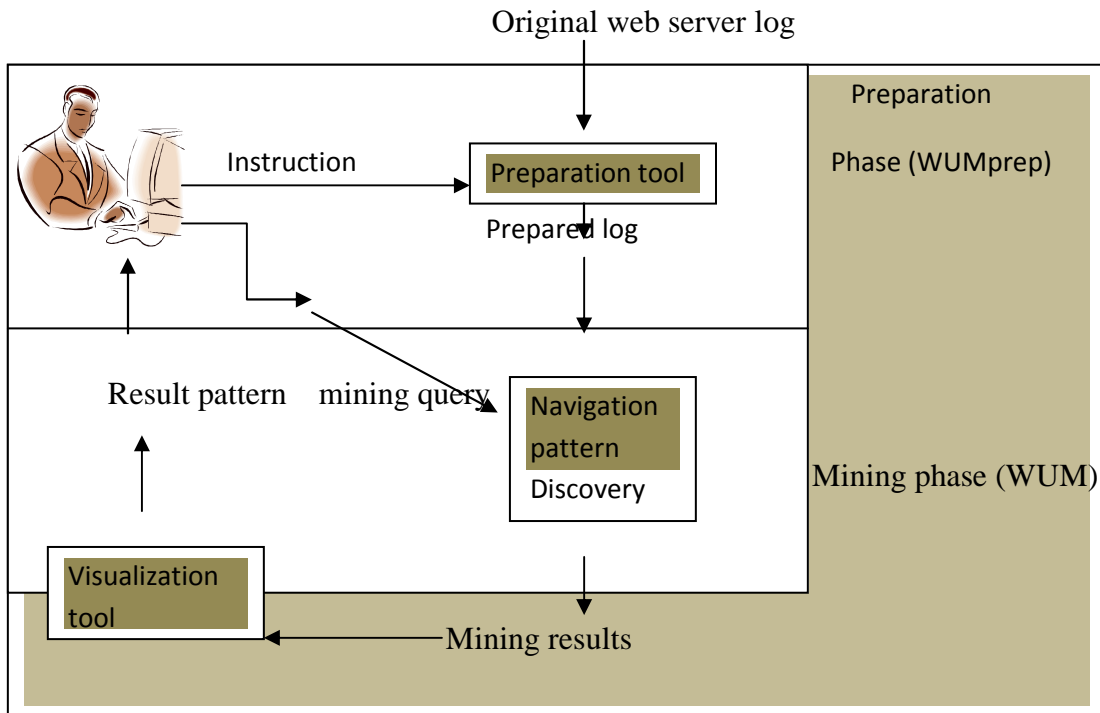 Original web server log
Preparation
Phase (WUMprep)
Instruction
Preparation tool
Prepared log
Result pattern mining query
Navigation
pattern
Discovery
Mining phase (WUM)
Visualization
tool
Mining results